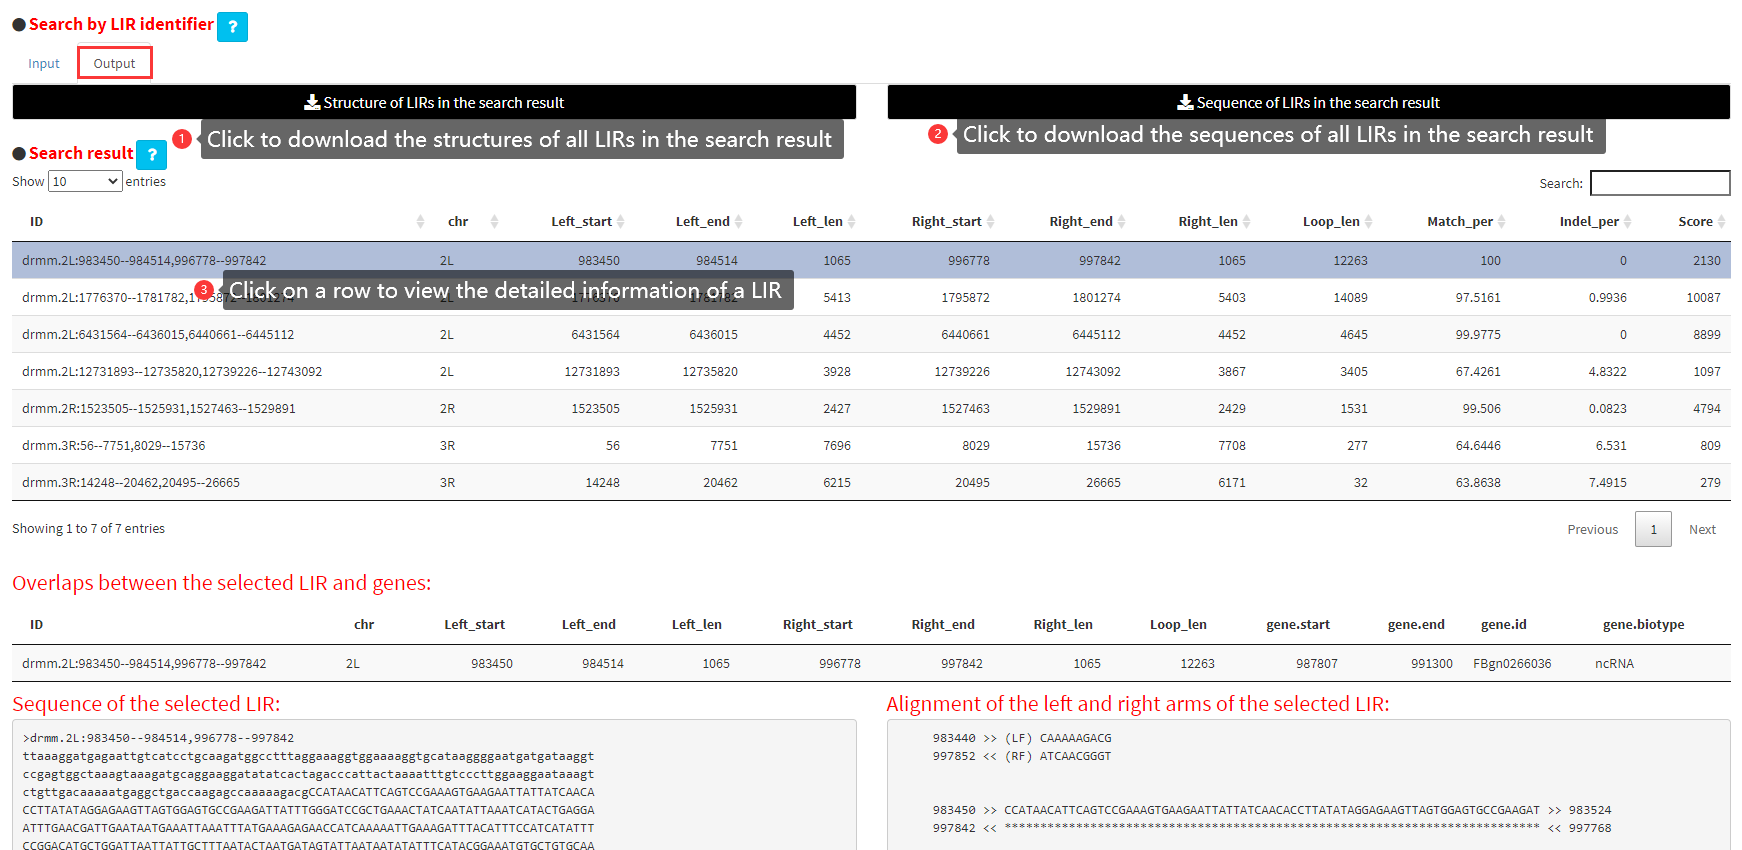 Search by LIR identifier ?
Input Output
Structure of LIRs in the search result
Sequence of LIRs in the search result
1 Click to download the structures of all LIRs in the search result
2 Click to download the sequences of all LIRs in the search result
Search result ?
Show 10 entries
Search:
ID chr Left_start Left_end Left_len Right_start Right_end Right_len Loop_len Match_per Indel_per Score
drmm.2L:983450--984514,996778--997842 2L 983450 984514 1065 996778 997842 1065 12263 100 0 2130
3 Click on a row to view the detailed information of a LIR
drmm.2L:1776370--1781782,1795872--1801274 2L 1776370 1781782 5413 1795872 1801274 5403 14089 97.5161 0.9936 10087
drmm.2L:6431564--6436015,6440661--6445112 2L 6431564 6436015 4452 6440661 6445112 4452 4645 99.9775 0 8899
drmm.2L:12731893--12735820,12739226--12743092 2L 12731893 12735820 3928 12739226 12743092 3867 3405 67.4261 4.8322 1097
drmm.2R:1523505--1525931,1527463--1529891 2R 1523505 1525931 2427 1527463 1529891 2429 1531 99.506 0.0823 4794
drmm.3R:56--7751,8029--15736 3R 56 7751 7696 8029 15736 7708 277 64.6446 6.531 809
drmm.3R:14248--20462,20495--26665 3R 14248 20462 6215 20495 26665 6171 32 63.8638 7.4915 279
Showing 1 to 7 of 7 entries
Previous 1 Next
Overlaps between the selected LIR and genes:
ID chr Left_start Left_end Left_len Right_start Right_end Right_len Loop_len gene.start gene.end gene.id gene.biotype
drmm.2L:983450--984514,996778--997842 2L 983450 984514 1065 996778 997842 1065 12263 987807 991300 FBgn0266036 ncRNA
Sequence of the selected LIR:
>drmm.2L:983450--984514,996778--997842
ttaaaggatgagaattgtcatcctgcaagatggcctttaggaaaggtggaaaaggtgcataaggggaatgatgataaggt
ccgagtggctaaagtaaagatgcaggaaggatatatcactagacccattactaaaatttgtcccttggaaggaataaagt
ctgttgacaaaaatgaggctgaccaagagccaaaaagacgCCATAACATTCAGTCCGAAAGTGAAGAATTATTATCAACA
CCTTATATAGGAGAAGTTAGTGGAGTGCCGAAGATTATTTGGGATCCGCTGAAACTATCAATATTAAATCATACTGAGGA
ATTTGAACGATTGAATAATGAAATTAAATTTATGAAAGAGAACCATCAAAAATTGAAAGATTTACATTTCCATCATATTT
CCGGACATGCTGGATTAATTATTGCTTTAATACTAATGATAGTATTAATAATATATTTCATACGGAAATGTGCTGTGCAA
Alignment of the left and right arms of the selected LIR:
983440 >> (LF) CAAAAAGACG
997852 << (RF) ATCAACGGGT
983450 >> CCATAACATTCAGTCCGAAAGTGAAGAATTATTATCAACACCTTATATAGGAGAAGTTAGTGGAGTGCCGAAGAT >> 983524
997842 << *************************************************************************** << 997768